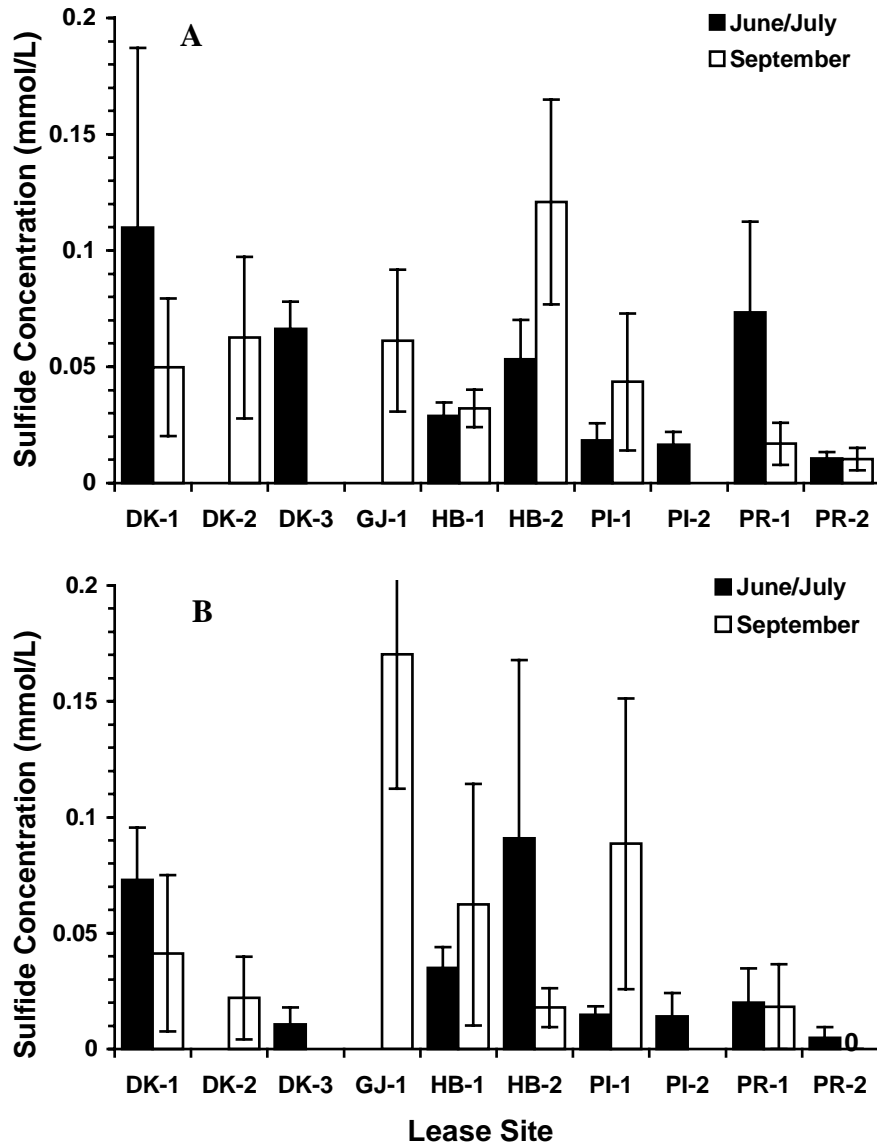 0.2
A
June/July
September
0.15
0.1
0.05
0
Sulfide Concentration (mmol/L)
DK-1 DK-2 DK-3 GJ-1 HB-1 HB-2 PI-1 PI-2 PR-1 PR-2
0.2
B
June/July
September
0.15
0.1
0.05
0
0
Sulfide Concentration (mmol/L)
DK-1 DK-2 DK-3 GJ-1 HB-1 HB-2 PI-1 PI-2 PR-1 PR-2
Lease Site